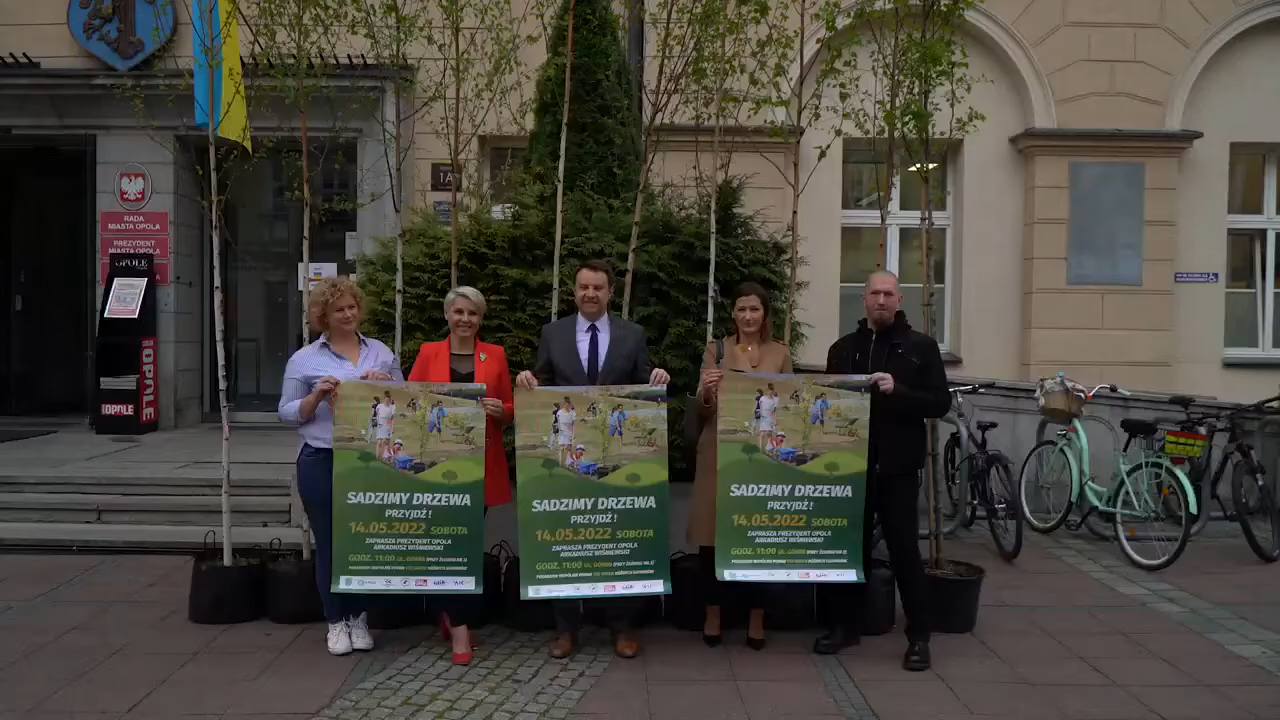 1A
RADA
MIASTA OPOLA
PREZYDENT
MIASTA OPOLA
OPOLE
OPOLE
OPOLE
SADZIMY DRZEWA
PRZYJDŹ!
14.05.2022 SOBOTA
ZAPRASZA PREZYDENT OPOLA
ARKADIUSZ WIŚNIEWSKI
GODZ. 11:00
SADZIMY DRZEWA
PRZYJDŹ!
14.05.2022 SOBOTA
ZAPRASZA PREZYDENT OPOLA
ARKADIUSZ WIŚNIEWSKI
GODZ. 11:00
SADZIMY DRZEWA
PRZYJDŹ!
14.05.2022 SOBOTA
ZAPRASZA PREZYDENT OPOLA
ARKADIUSZ WIŚNIEWSKI
GODZ. 11:00